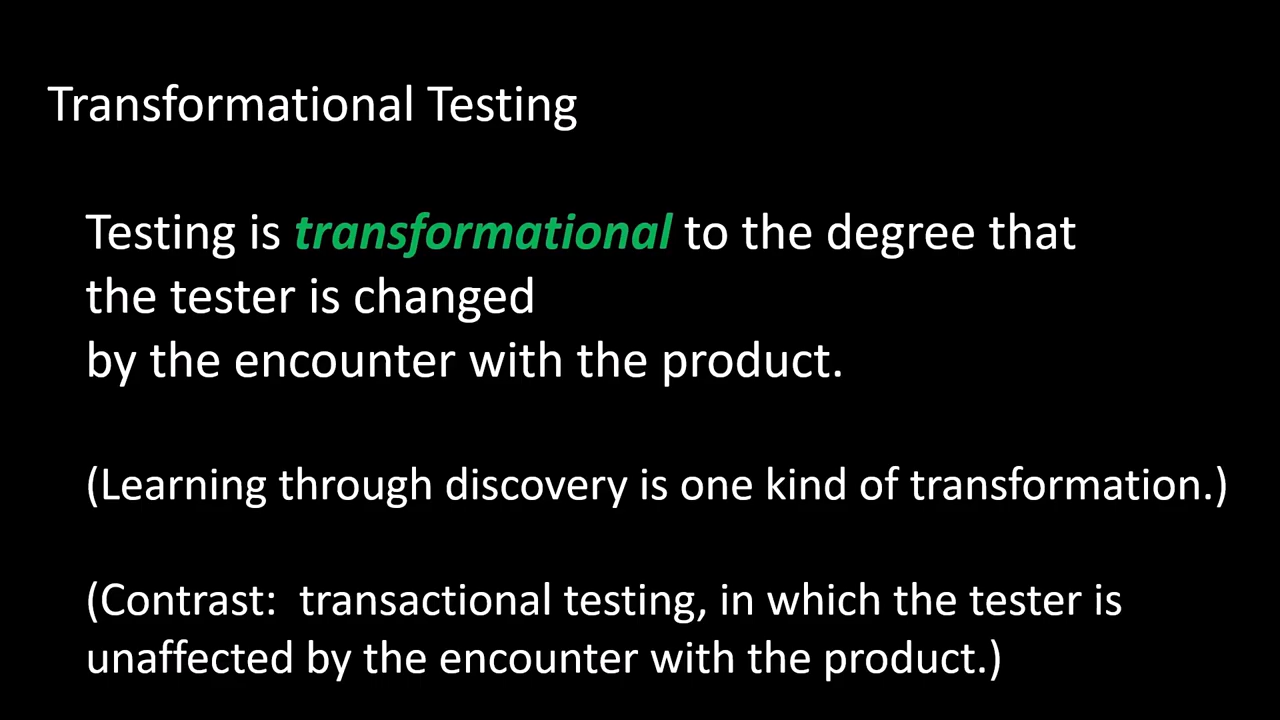 Transformational Testing
Testing is transformational to the degree that
the tester is changed
by the encounter with the product.
(Learning through discovery is one kind of transformation.)
(Contrast:  transactional testing, in which the tester is
unaffected by the encounter with the product.)